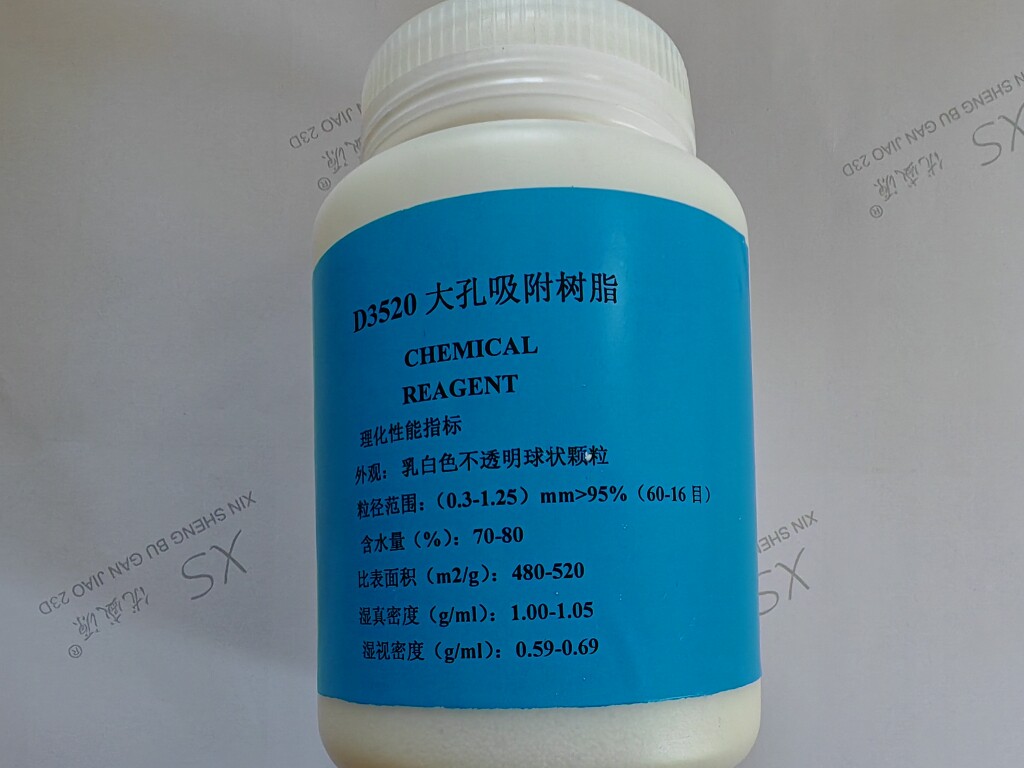 D3520 大孔吸附树脂
CHEMICAL
REAGENT
理化性能指标
外观：乳白色不透明球状颗粒
粒径范围：（0.3-1.25）mm>95%（60-16 目）
含水量（%）：70-80
比表面积（m2/g）：480-520
湿真密度（g/ml）：1.00-1.05
湿视密度（g/ml）：0.59-0.69
GAN JIAO 23D
®
XIN SHENG BU GAN JIAO 23D
XS
®
XIN SHENG BU GAN JIAO 23D
XS
®
XIN SHENG
XS